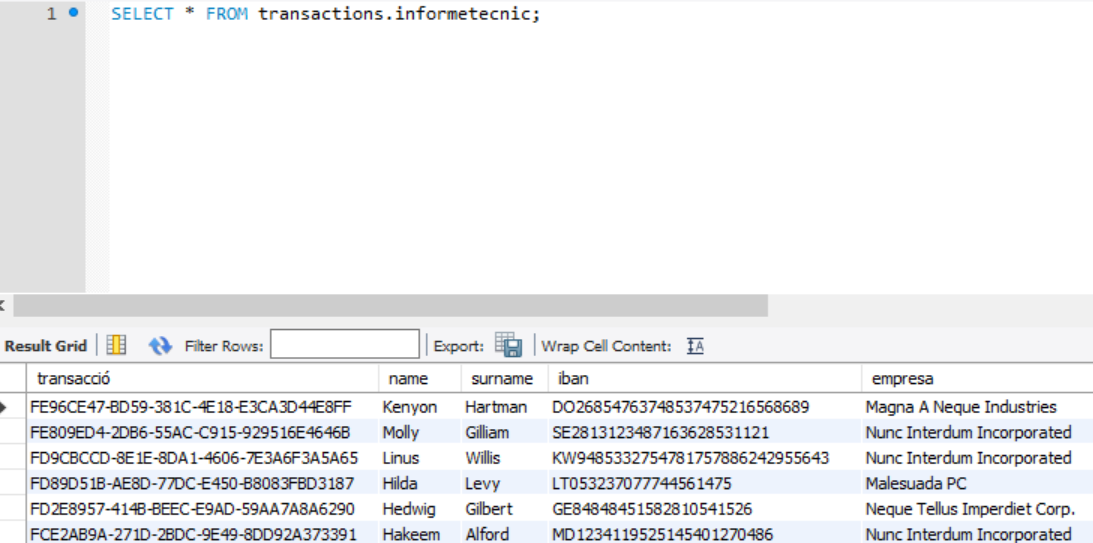 1 SELECT * FROM transactions.informetecnic;
Result Grid Filter Rows: Export: Wrap Cell Content: IA
transacció name surname iban empresa
FE96CE47-BD59-381C-4E18-E3CA3D44E8FF Kenyon Hartman DO26854763748537475216568689 Magna A Neque Industries
FE809ED4-2DB6-55AC-C915-929516E4646B Molly Gilliam SE2813123487163628531121 Nunc Interdum Incorporated
FD9CBCCD-8E1E-8DA1-4606-7E3A6F3A5A65 Linus Willis KW9485332754781757886242955643 Nunc Interdum Incorporated
FD89D51B-AE8D-77DC-E450-B8083FBD3187 Hilda Levy LT053237077744561475 Malesuada PC
FD2E8957-414B-BEEC-E9AD-59AA7A8A6290 Hedwig Gilbert GE84848451582810541526 Neque Tellus Imperdiet Corp.
FCE2AB9A-271D-2BDC-9E49-8DD92A373391 Hakeem Alford MD1234119525145401270486 Nunc Interdum Incorporated